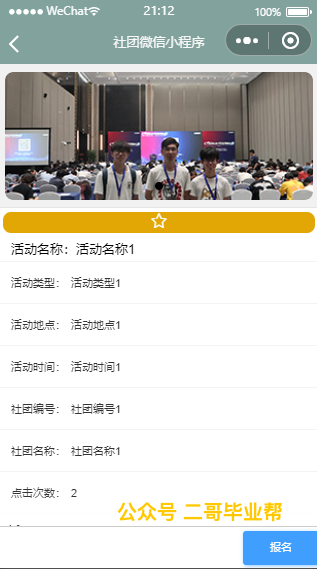 WeChat 21:12 100%
社团微信小程序
活动名称：活动名称1
活动类型： 活动类型1
活动地点： 活动地点1
活动时间： 活动时间1
社团编号： 社团编号1
社团名称： 社团名称1
点击次数： 2
公众号 二哥毕业帮
报名